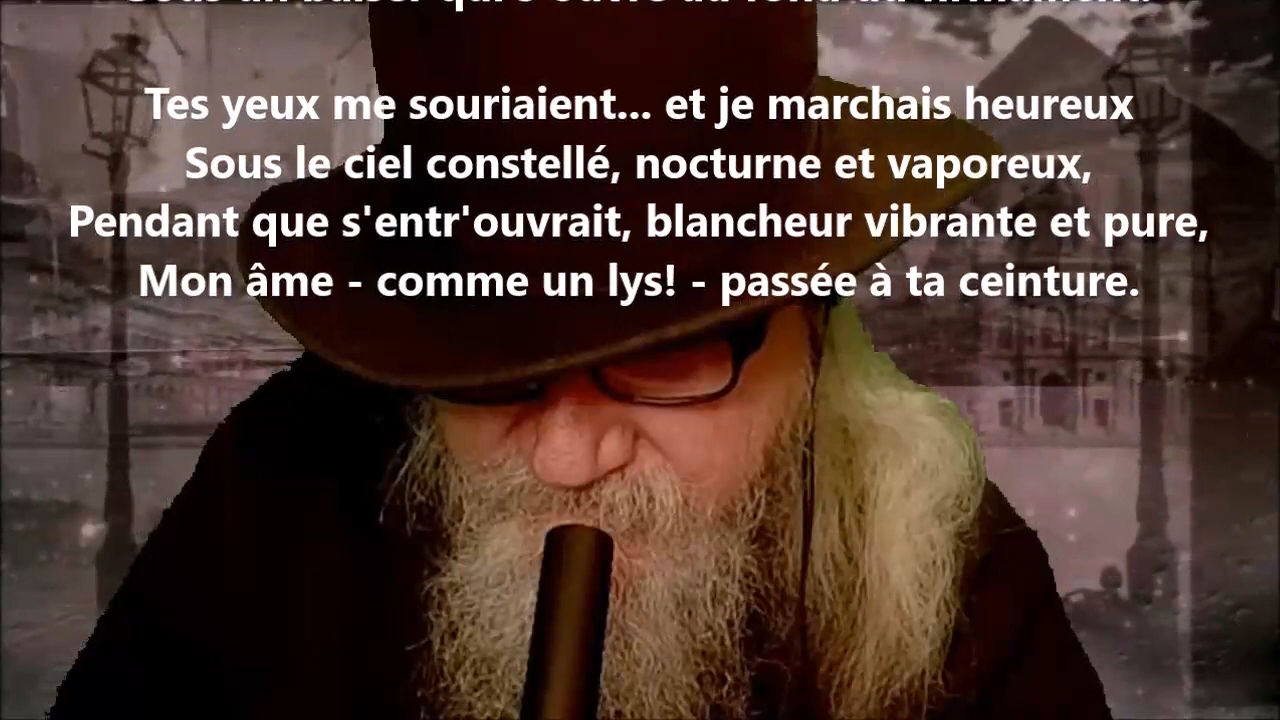 Tes yeux me souriaient... et je marchais heureux
Sous le ciel constellé, nocturne et vaporeux,
Pendant que s'entr'ouvrait, blancheur vibrante et pure,
Mon âme - comme un lys! - passée à ta ceinture.